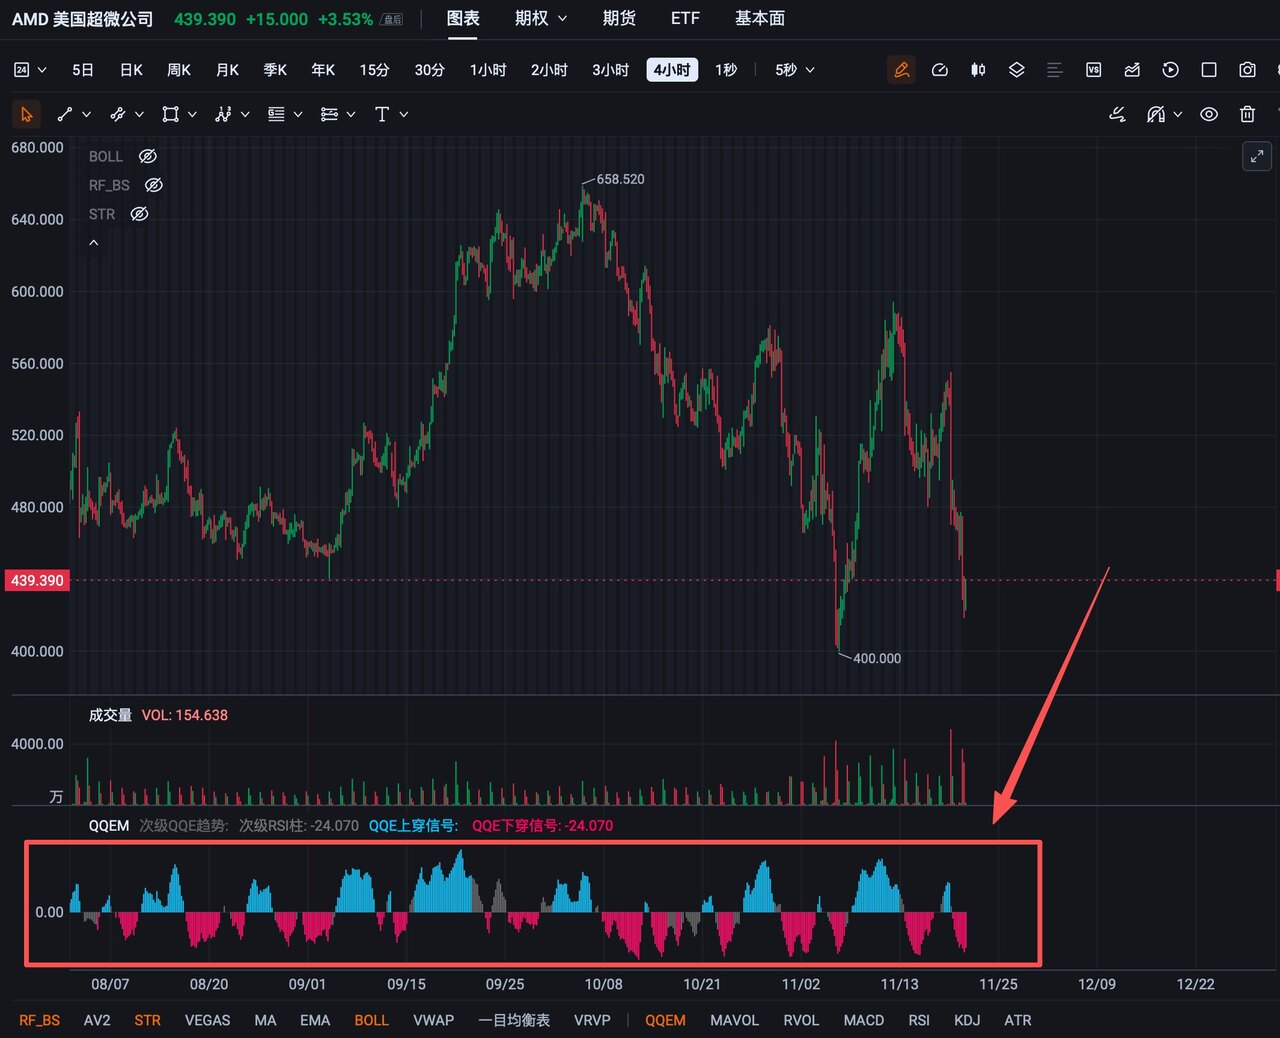 AMD 美国超微公司 439.390 +15.000 +3.53% 盘后 图表 期权 期货 ETF 基本面
24 5日 日K 周K 月K 季K 年K 15分 30分 1小时 2小时 3小时 4小时 1秒 5秒 VS
T
680.000
BOLL
658.520
RF_BS
STR
640.000
600.000
560.000
520.000
480.000
439.390
400.000
400.000
成交量 VOL: 154.638
4000.00
万
QQEM 次级QQE趋势: 次级RSI柱: -24.070 QQE上穿信号: QQE下穿信号: -24.070
0.00
08/07 08/20 09/01 09/15 09/25 10/08 10/21 11/02 11/13 11/25 12/09 12/22
RF_BS AV2 STR VEGAS MA EMA BOLL VWAP 一目均衡表 VRVP QQEM MAVOL RVOL MACD RSI KDJ ATR